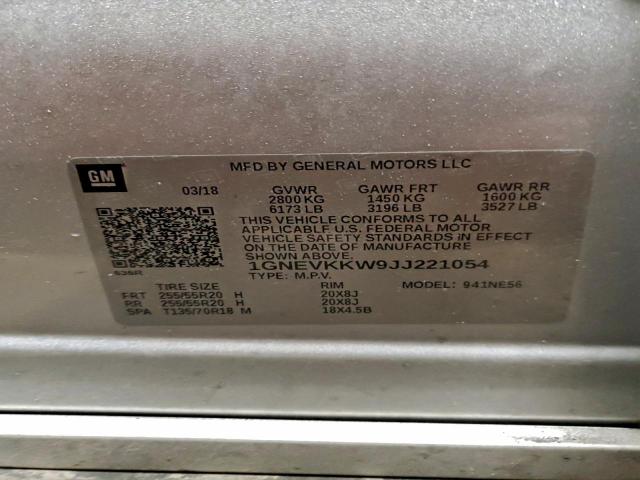 GM
MFD BY GENERAL MOTORS LLC
03/18 GVWR GAWR FRT GAWR RR
2800 KG 1450 KG 1600 KG
6173 LB 3196 LB 3527 LB
THIS VEHICLE CONFORMS TO ALL
APPLICABLF U.S. FEDERAL MOTOR
VEHICLE SAFETY STANDARDS IN EFFECT
ON THE DATE OF MANUFACTURE
SHOWN ABOVE.
1GNEVKKW9JJ221054
TYPE: M.P.V. MODEL: 941NE56
TIRE SIZE RIM
FRT 255/55R20 H 20X8J
RR 255/55R20 H 20X8J
SPA T135/70R18 M 18X4.5B